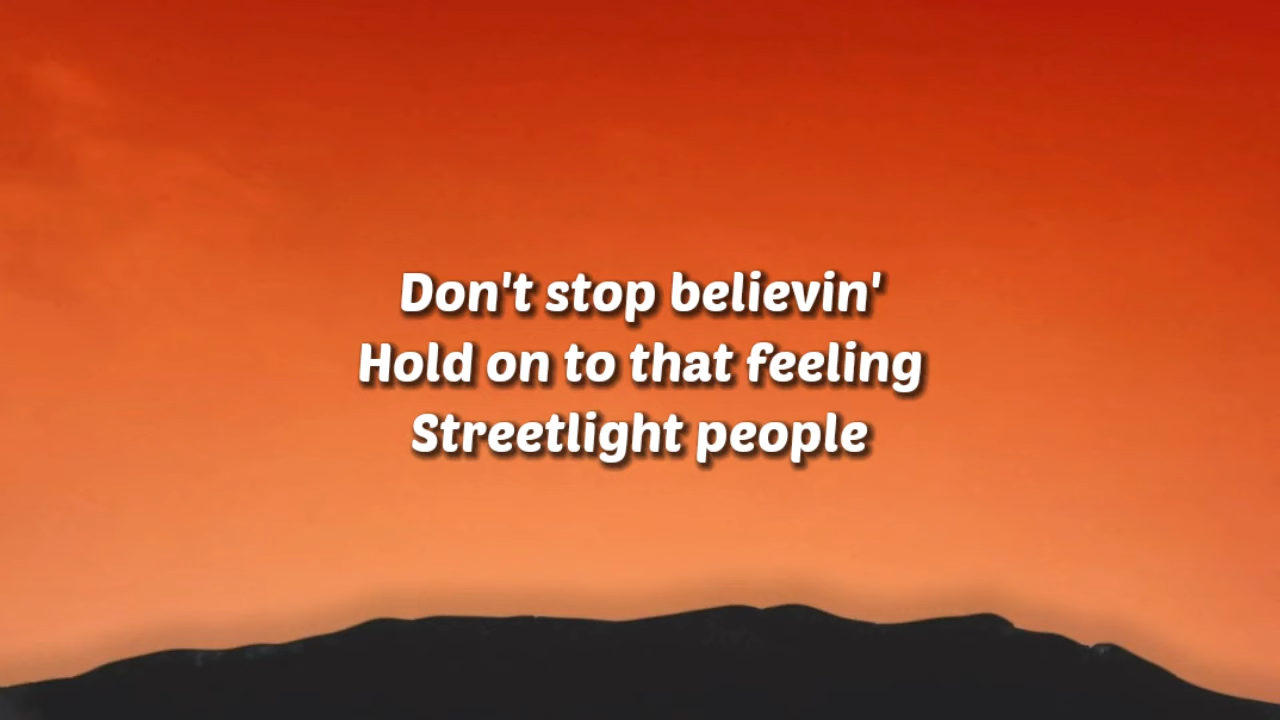 Don't stop believin'
Hold on to that feeling
Streetlight people